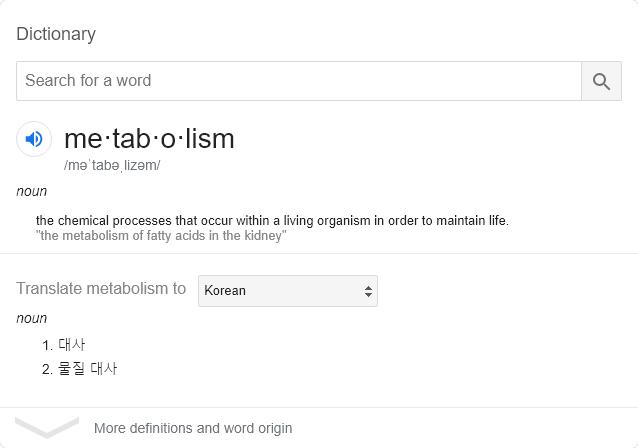 Dictionary
Search for a word
me·tab·o·lism
/məˈtabəˌlizəm/
noun
the chemical processes that occur within a living organism in order to maintain life.
"the metabolism of fatty acids in the kidney"
Translate metabolism to Korean
noun
1. 대사
2. 물질 대사
More definitions and word origin